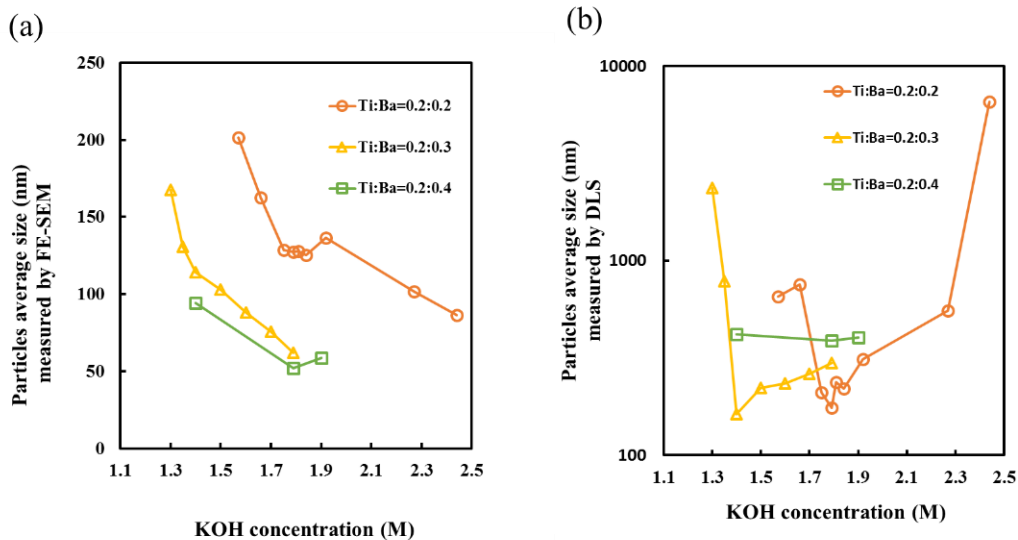 (a)
Particles average size (nm)
measured by FE-SEM
250
200
150
100
50
0
1.1 1.3 1.5 1.7 1.9 2.1 2.3 2.5
KOH concentration (M)
Ti:Ba=0.2:0.2
Ti:Ba=0.2:0.3
Ti:Ba=0.2:0.4
(b)
Particles average size (nm)
measured by DLS
10000
1000
100
1.1 1.3 1.5 1.7 1.9 2.1 2.3 2.5
KOH concentration (M)
Ti:Ba=0.2:0.2
Ti:Ba=0.2:0.3
Ti:Ba=0.2:0.4